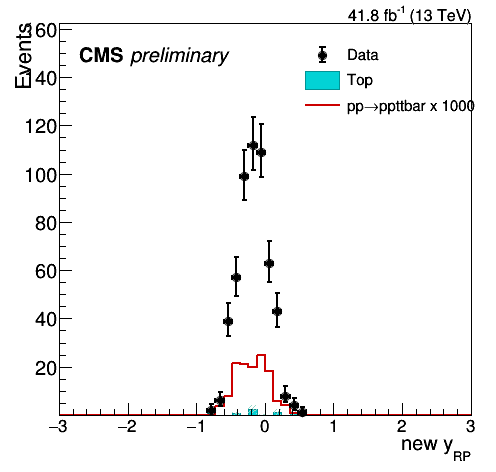 41.8 fb⁻¹ (13 TeV)
Events
CMS preliminary
Data
Top
pp→ppttbar x 1000
160
140
120
100
80
60
40
20
−3 −2 −1 0 1 2 3
new y_RP